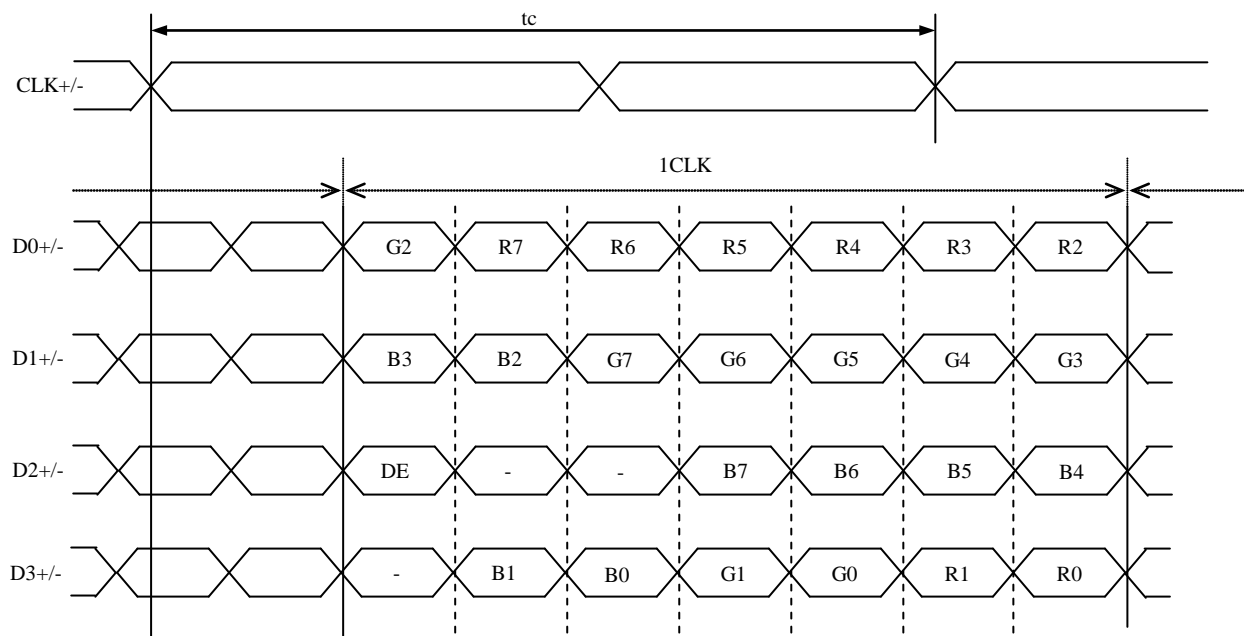 tc
CLK+/-
1CLK
D0+/- G2 R7 R6 R5 R4 R3 R2
D1+/- B3 B2 G7 G6 G5 G4 G3
D2+/- DE - - B7 B6 B5 B4
D3+/- - B1 B0 G1 G0 R1 R0